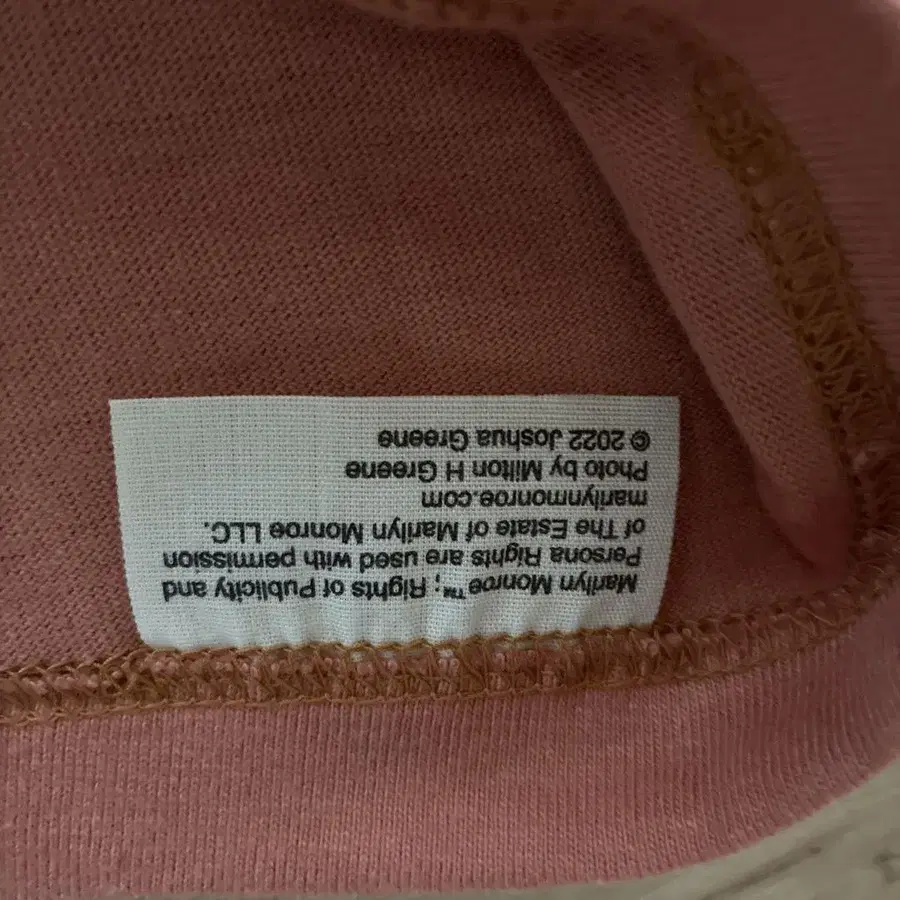 Marilyn Monroe™; Rights of Publicity and
Persona Rights are used with permission
of The Estate of Marilyn Monroe LLC.
marilynmonroe.com
Photo by Milton H Greene
© 2022 Joshua Greene